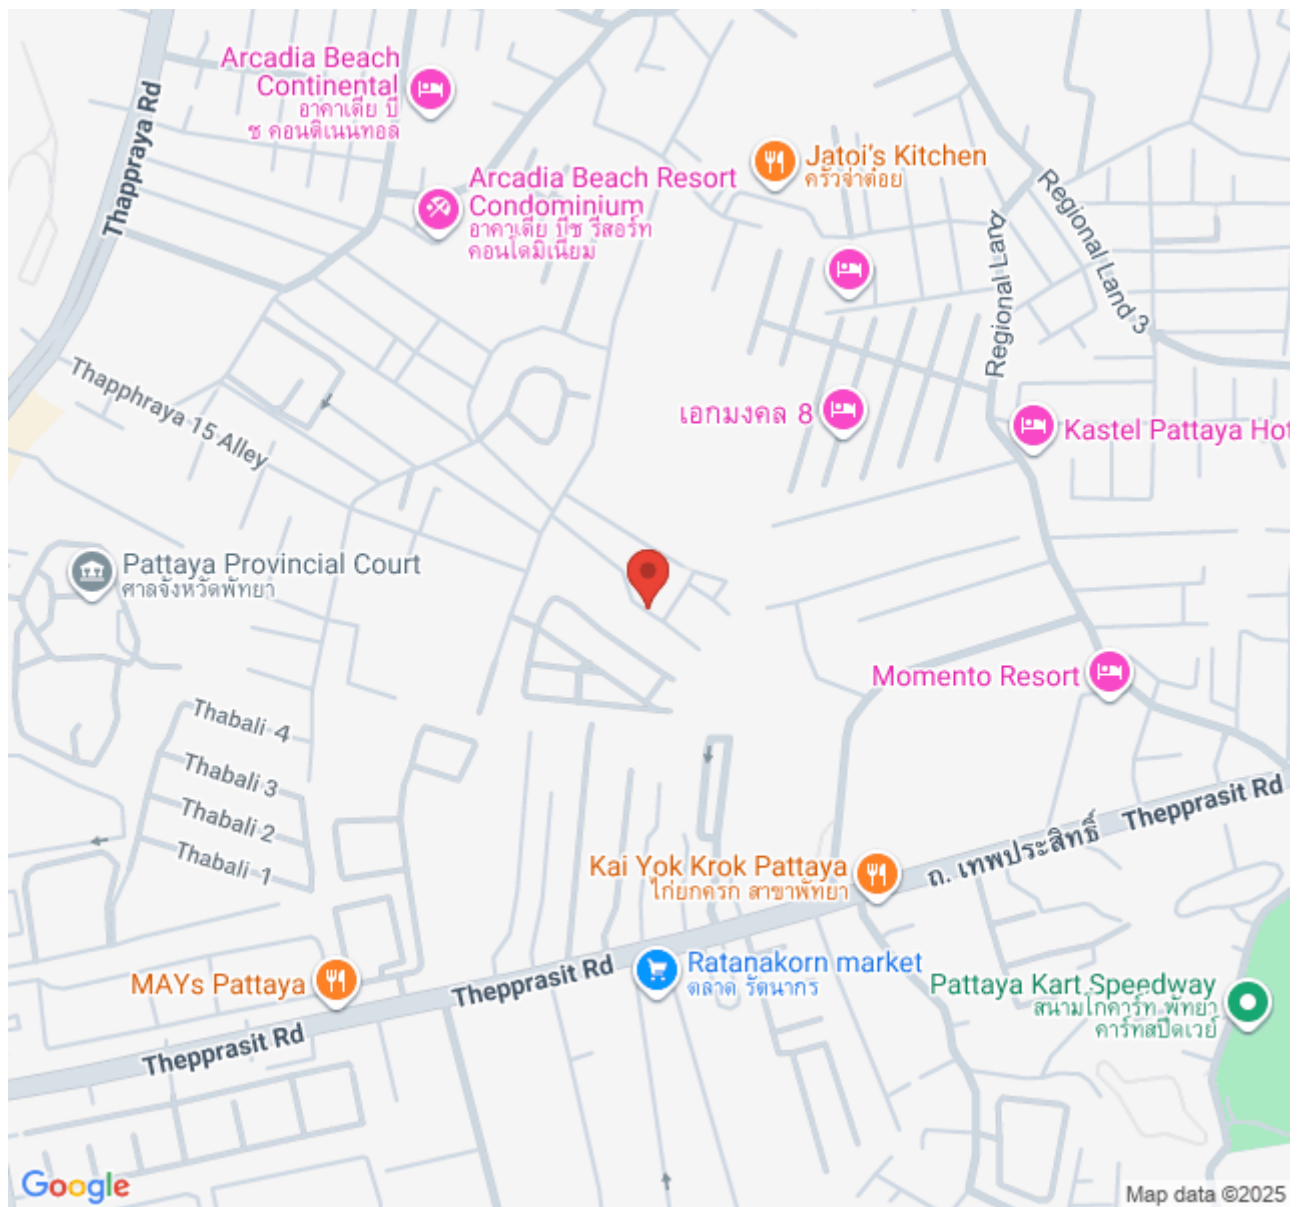 Arcadia Beach
Continental
อาคาเดีย บี
ช คอนติเนนทอล
Thappraya Rd
Arcadia Beach Resort
Condominium
อาคาเดีย บีช รีสอร์ท
คอนโดมิเนียม
Jatoi's Kitchen
ครัวจ่าต๋อย
Regional Land 3
Regional Lang
Thapphraya 15 Alley
เอกมงคล 8
Kastel Pattaya Hot
Pattaya Provincial Court
ศาลจังหวัดพัทยา
Momento Resort
Thabali 4
Thabali 3
Thabali 2
Thabali 1
Thepprasit Rd
ถ. เทพประสิทธิ์
Kai Yok Krok Pattaya
ไก่ยกครก สาขาพัทยา
Ratanakorn market
ตลาด รัตนากร
MAYs Pattaya
Thepprasit Rd
Thepprasit Rd
Pattaya Kart Speedway
สนามโกคาร์ท พัทยา
คาร์ทสปีดเวย์
Google
Map data ©2025